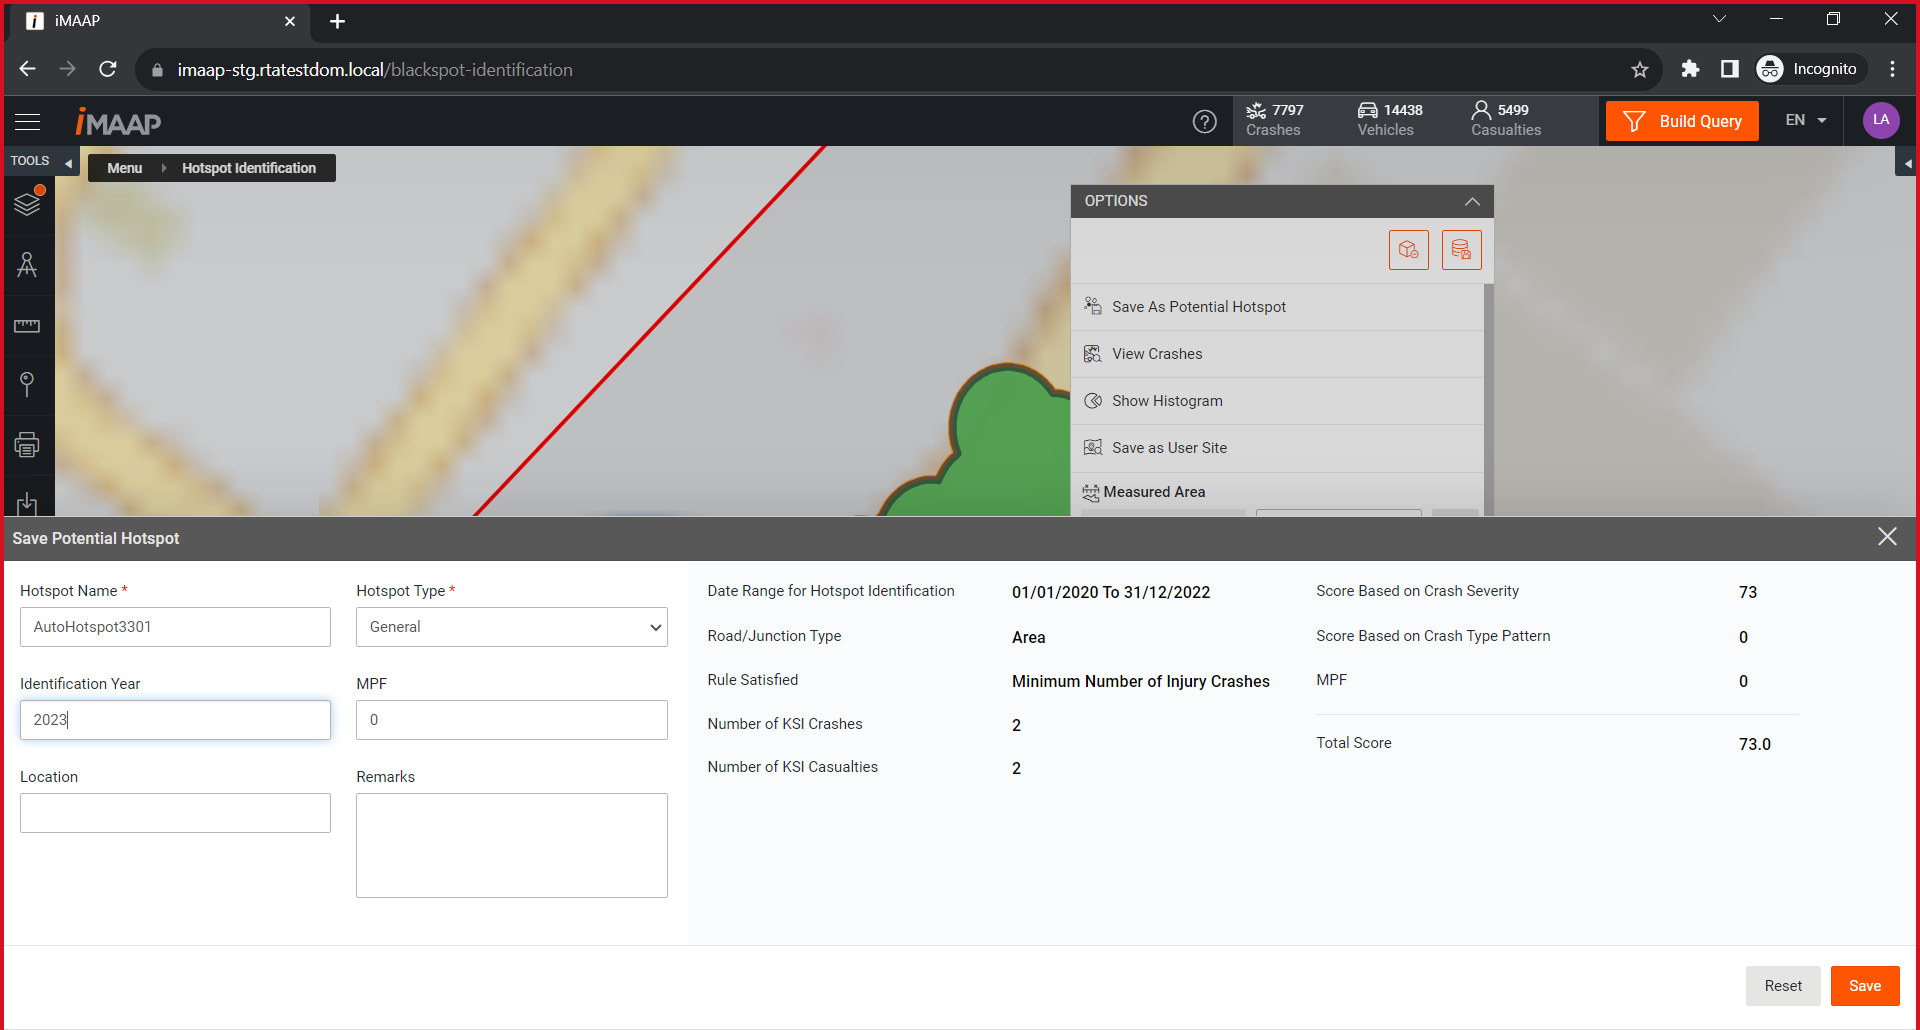 iMAAP
imaap-stg.rtatestdom.local/blackspot-identification
Incognito
iMAAP
7797
Crashes
14438
Vehicles
5499
Casualties
Build Query
EN
LA
TOOLS
Menu
Hotspot Identification
OPTIONS
Save As Potential Hotspot
View Crashes
Show Histogram
Save as User Site
Measured Area
Save Potential Hotspot
Hotspot Name *
AutoHotspot3301
Hotspot Type *
General
Identification Year
2023
MPF
0
Location
Remarks
Date Range for Hotspot Identification
01/01/2020 To 31/12/2022
Road/Junction Type
Area
Rule Satisfied
Minimum Number of Injury Crashes
Number of KSI Crashes
2
Number of KSI Casualties
2
Score Based on Crash Severity
73
Score Based on Crash Type Pattern
0
MPF
0
Total Score
73.0
Reset
Save